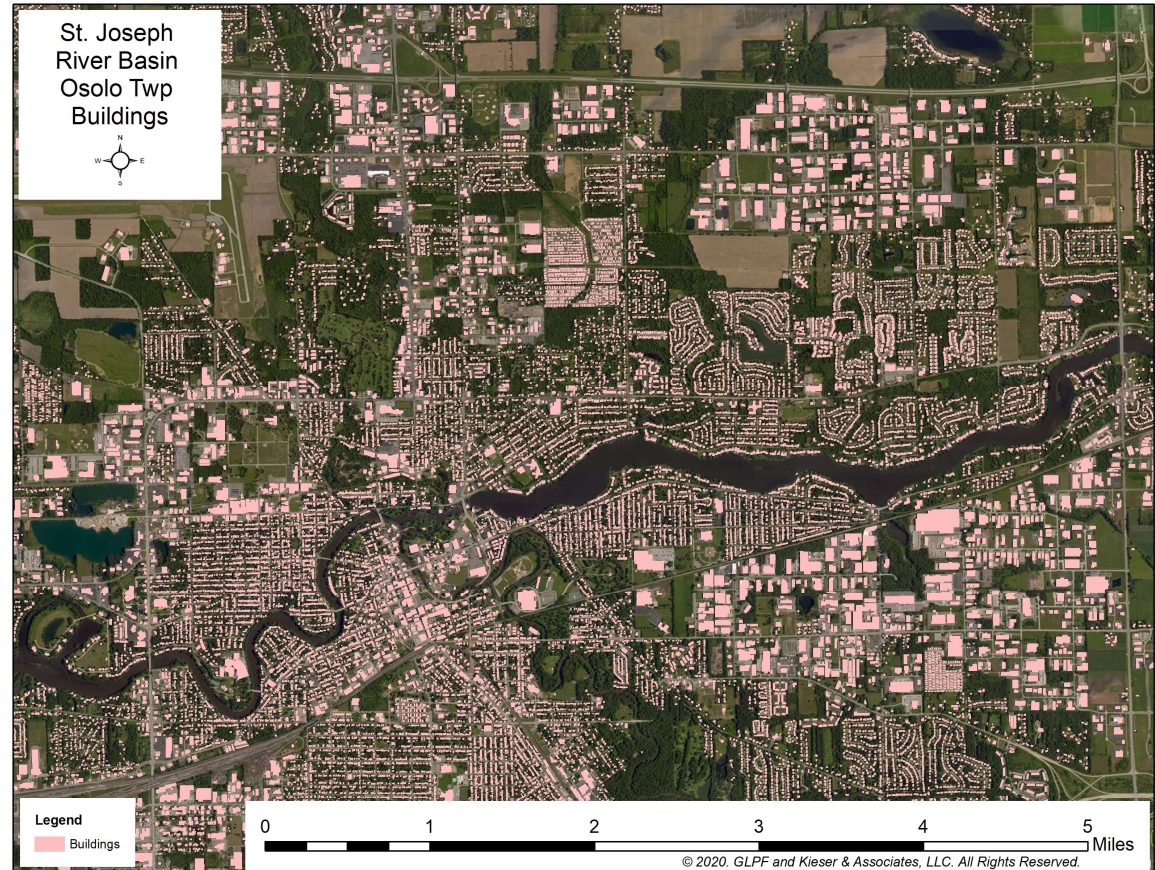 St. Joseph
River Basin
Osolo Twp
Buildings
N
W E
S
Legend
Buildings
0 1 2 3 4 5
Miles
© 2020. GLPF and Kieser & Associates, LLC. All Rights Reserved.